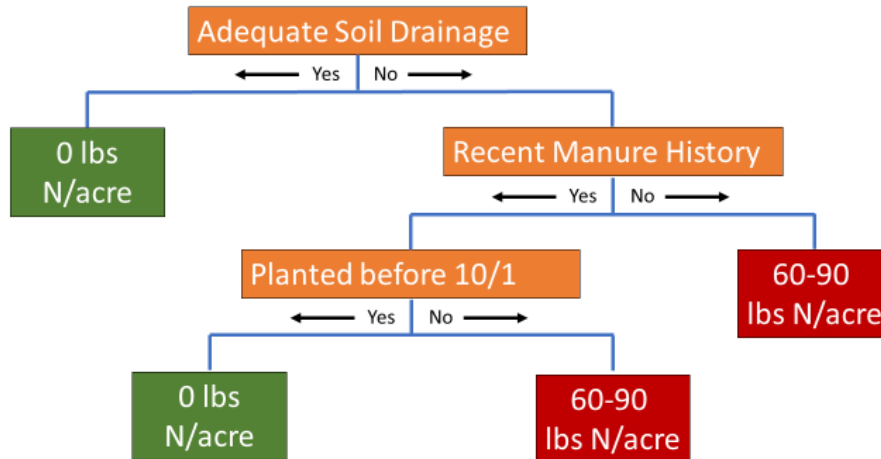 Adequate Soil Drainage
Yes No
0 lbs
N/acre
Recent Manure History
Yes No
Planted before 10/1
60-90
lbs N/acre
Yes No
0 lbs
N/acre
60-90
lbs N/acre